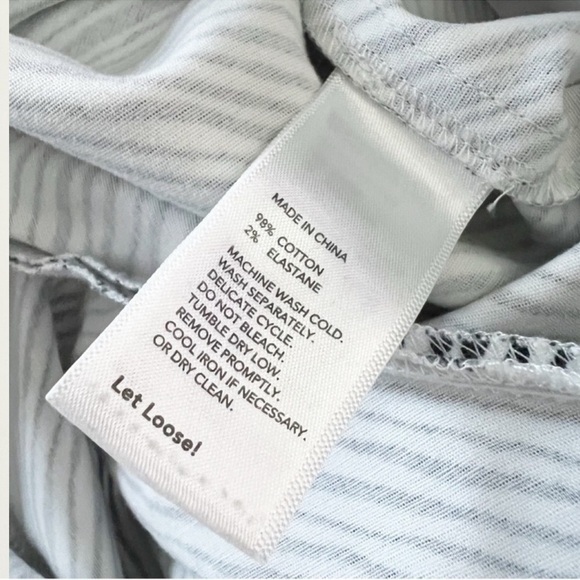 MADE IN CHINA
98% COTTON
2% ELASTANE
MACHINE WASH COLD.
WASH SEPARATELY.
DELICATE CYCLE.
DO NOT BLEACH.
TUMBLE DRY LOW.
REMOVE PROMPTLY.
COOL IRON IF NECESSARY.
OR DRY CLEAN.
Let Loose!